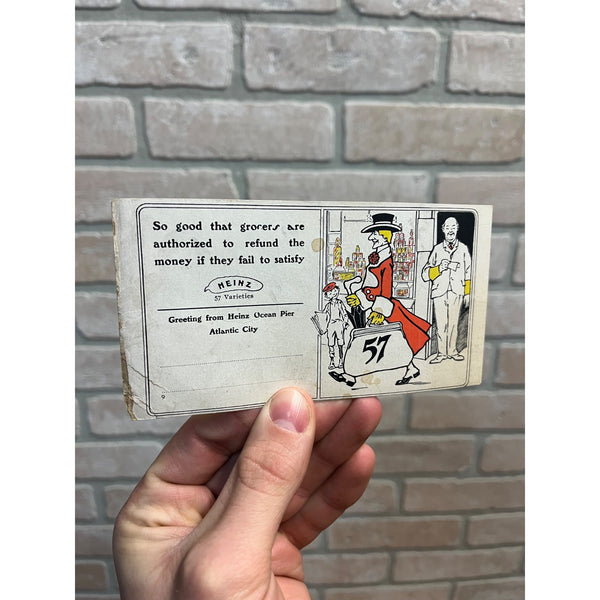 So good that grocers are
authorized to refund the
money if they fail to satisfy
HEINZ
57 Varieties
Greeting from Heinz Ocean Pier
Atlantic City
9
57